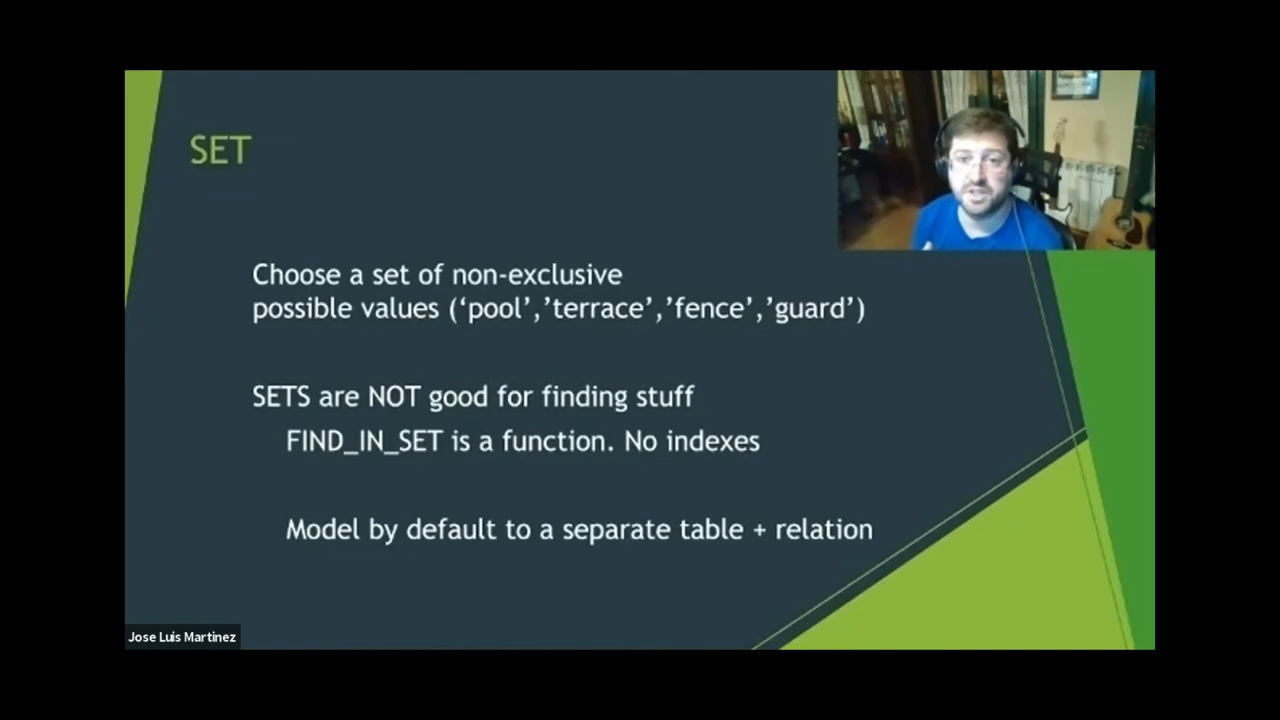 SET
Choose a set of non-exclusive
possible values (‘pool’,’terrace’,’fence’,’guard’)
SETS are NOT good for finding stuff
FIND_IN_SET is a function. No indexes
Model by default to a separate table + relation
Jose Luis Martinez